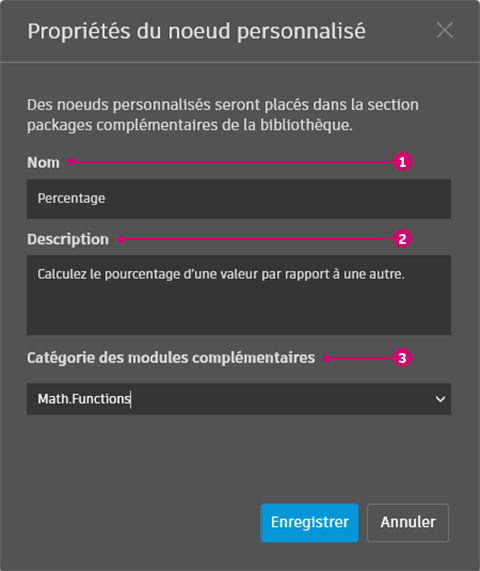 Propriétés du noeud personnalisé
Des noeuds personnalisés seront placés dans la section
packages complémentaires de la bibliothèque.
Nom 1
Percentage
Description 2
Calculez le pourcentage d'une valeur par rapport à une autre.
Catégorie des modules complémentaires 3
Math.Functions
Enregistrer Annuler